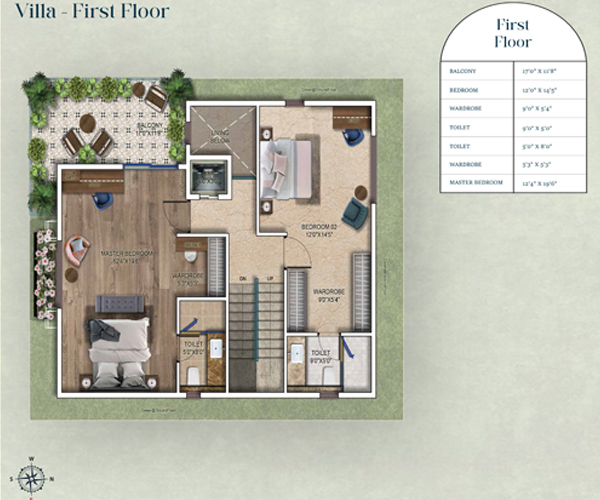 Villa - First Floor
First
Floor
BALCONY 17'0" X 11'8"
BEDROOM 12'0" X 14'5"
WARDROBE 9'0" X 5'4"
TOILET 9'0" X 5'0"
TOILET 5'0" X 8'0"
WARDROBE 5'3" X 5'3"
MASTER BEDROOM 12'4" X 19'6"
BALCONY
17'0"X11'8"
LIVING
BELOW
BEDROOM 02
12'0"X14'5"
MASTER BEDROOM
12'4"X19'6"
WARDROBE
DN UP
WARDROBE
9'0"X5'4"
TOILET
5'0"X8'0"
TOILET
9'0"X5'0"
W
S N